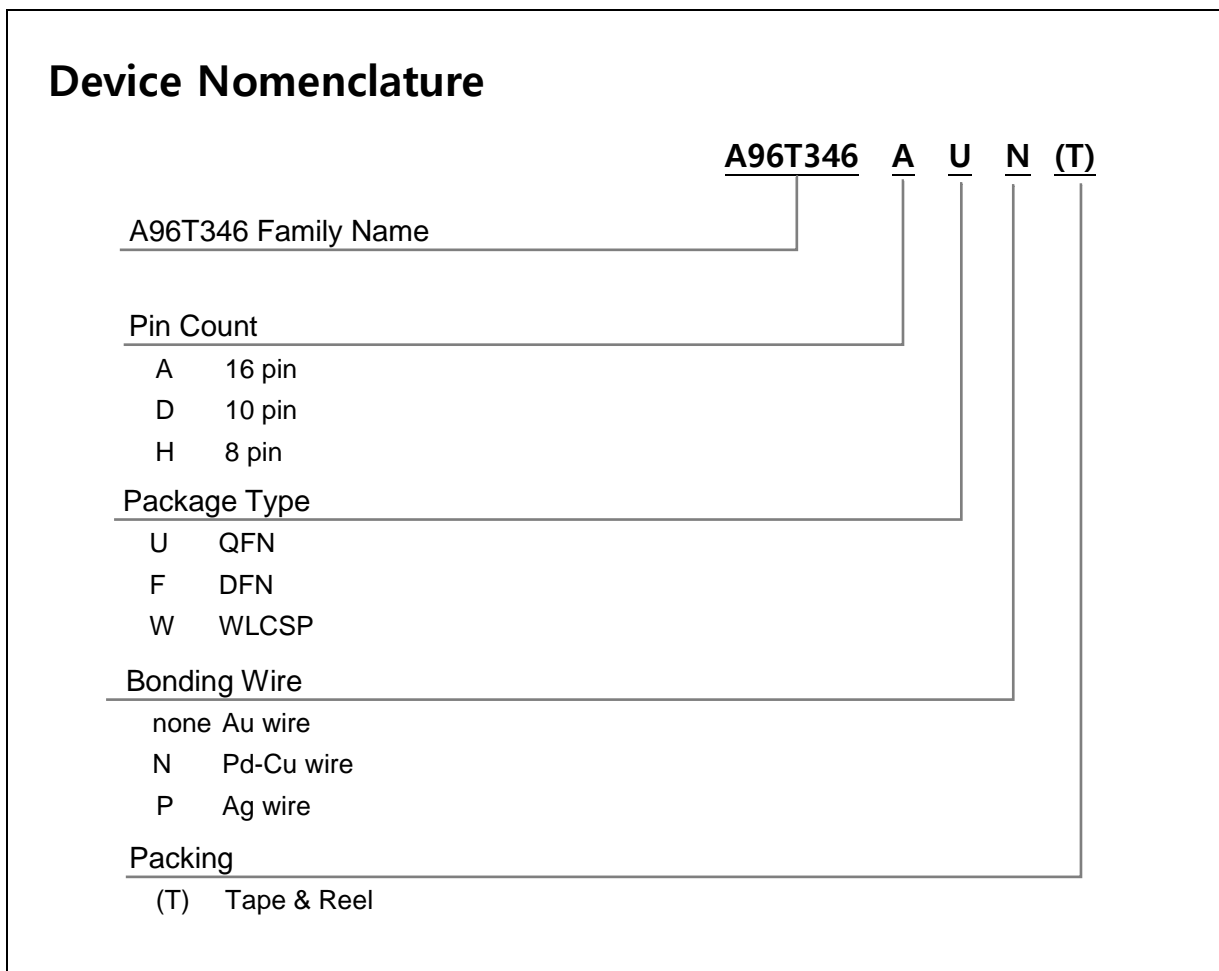 Device Nomenclature
A96T346 A U N (T)
A96T346 Family Name
Pin Count
A 16 pin
D 10 pin
H 8 pin
Package Type
U QFN
F DFN
W WLCSP
Bonding Wire
none Au wire
N Pd-Cu wire
P Ag wire
Packing
(T) Tape & Reel